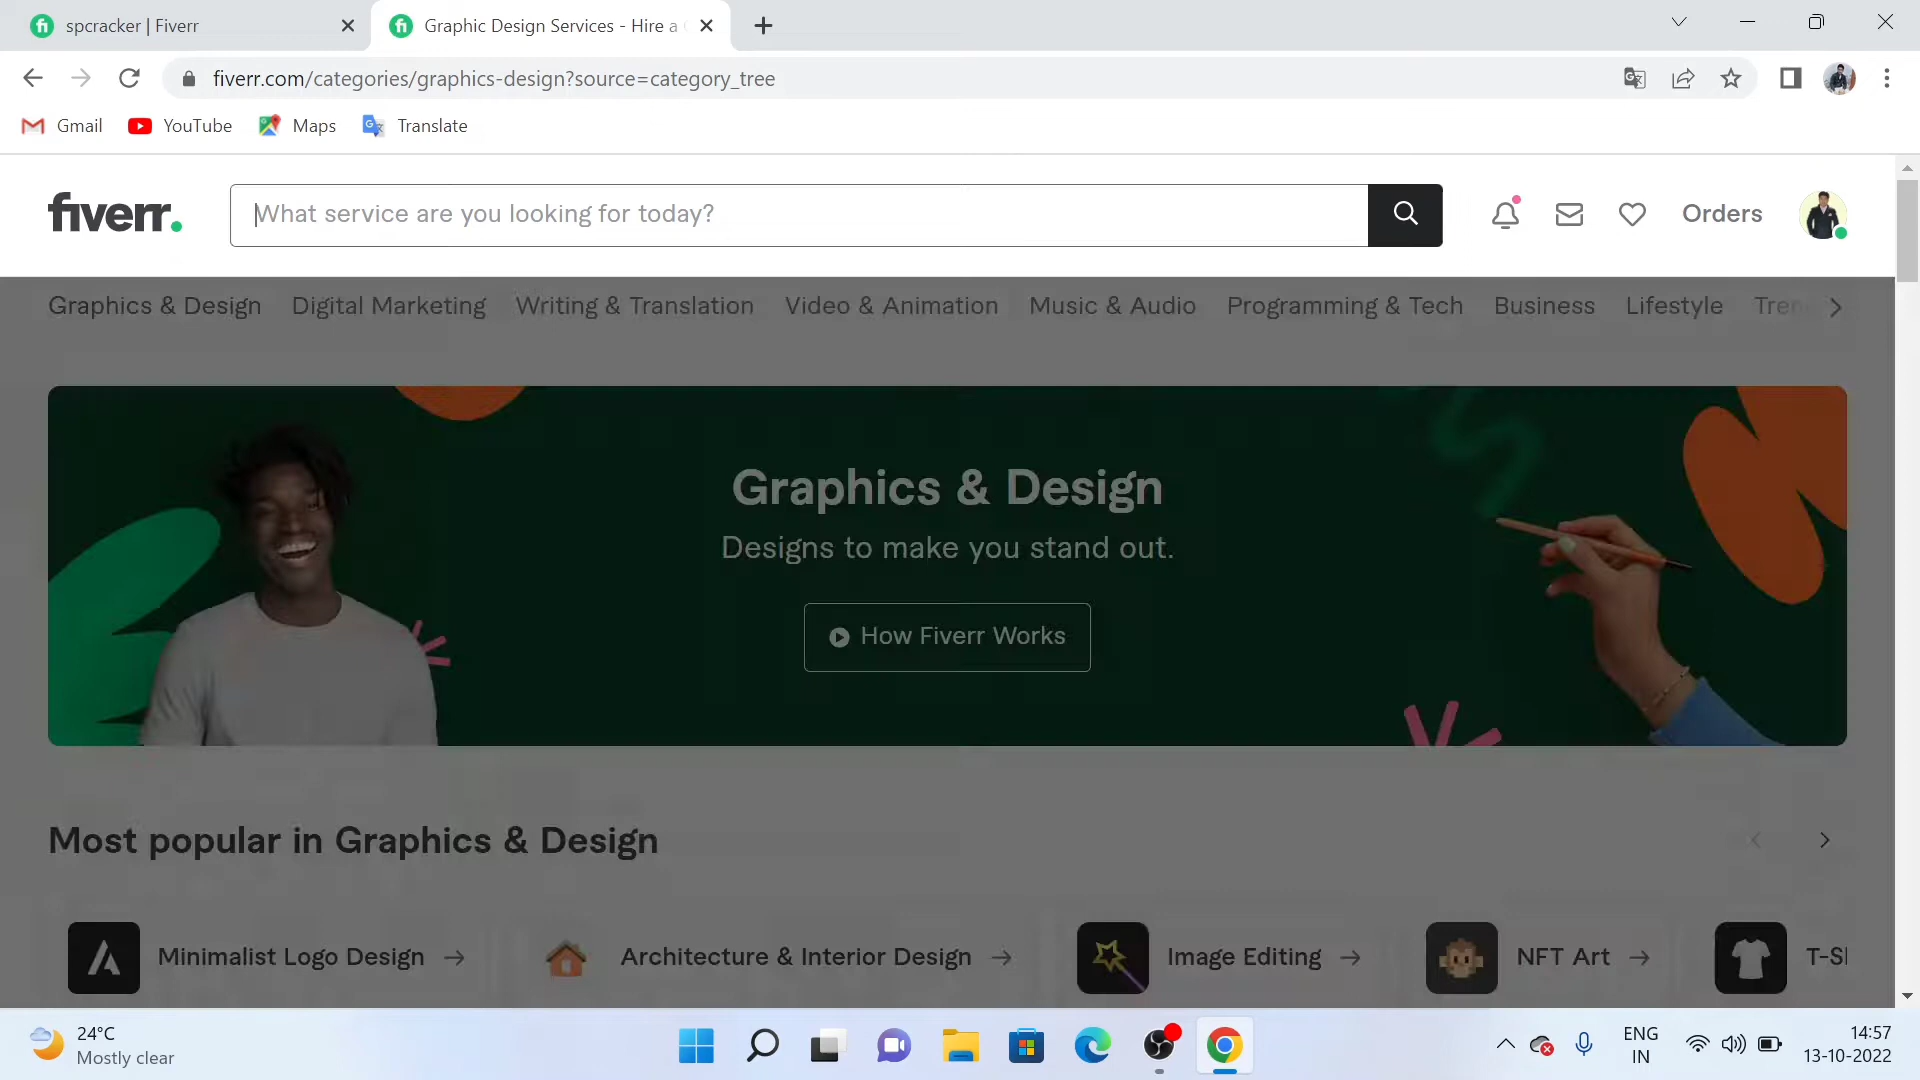 spcracker | Fiverr
Graphic Design Services - Hire a
fiverr.com/categories/graphics-design?source=category_tree
Gmail
YouTube
Maps
Translate
fiverr.
What service are you looking for today?
Orders
Graphics & Design
Digital Marketing
Writing & Translation
Video & Animation
Music & Audio
Programming & Tech
Business
Lifestyle
Tren
Graphics & Design
Designs to make you stand out.
How Fiverr Works
Most popular in Graphics & Design
Minimalist Logo Design
Architecture & Interior Design
Image Editing
NFT Art
T-Sl
24°C
Mostly clear
ENG
IN
14:57
13-10-2022